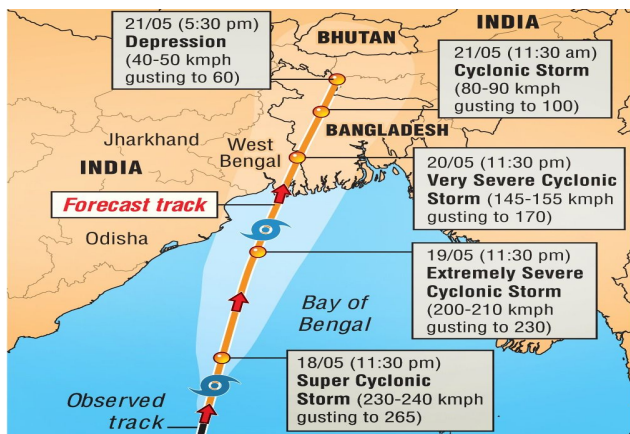 21/05 (5:30 pm)
Depression
(40-50 kmph
gusting to 60)
BHUTAN
INDIA
21/05 (11:30 am)
Cyclonic Storm
(80-90 kmph
gusting to 100)
Jharkhand
INDIA
West
Bengal
BANGLADESH
20/05 (11:30 pm)
Very Severe Cyclonic
Storm (145-155 kmph
gusting to 170)
Forecast track
Odisha
19/05 (11:30 pm)
Extremely Severe
Cyclonic Storm
(200-210 kmph
gusting to 230)
Bay of
Bengal
18/05 (11:30 pm)
Super Cyclonic
Storm (230-240 kmph
gusting to 265)
Observed
track